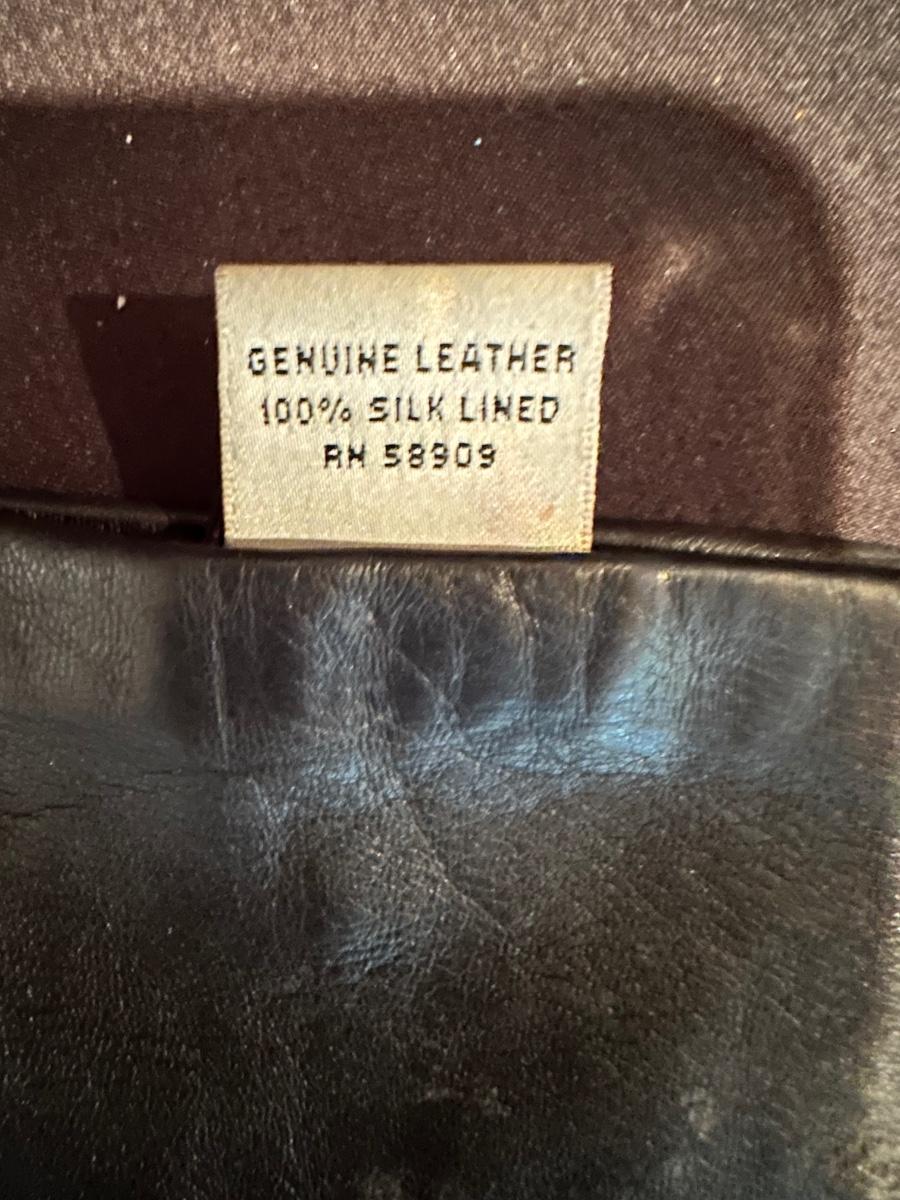 GENUINE LEATHER
100% SILK LINED
RN 58909